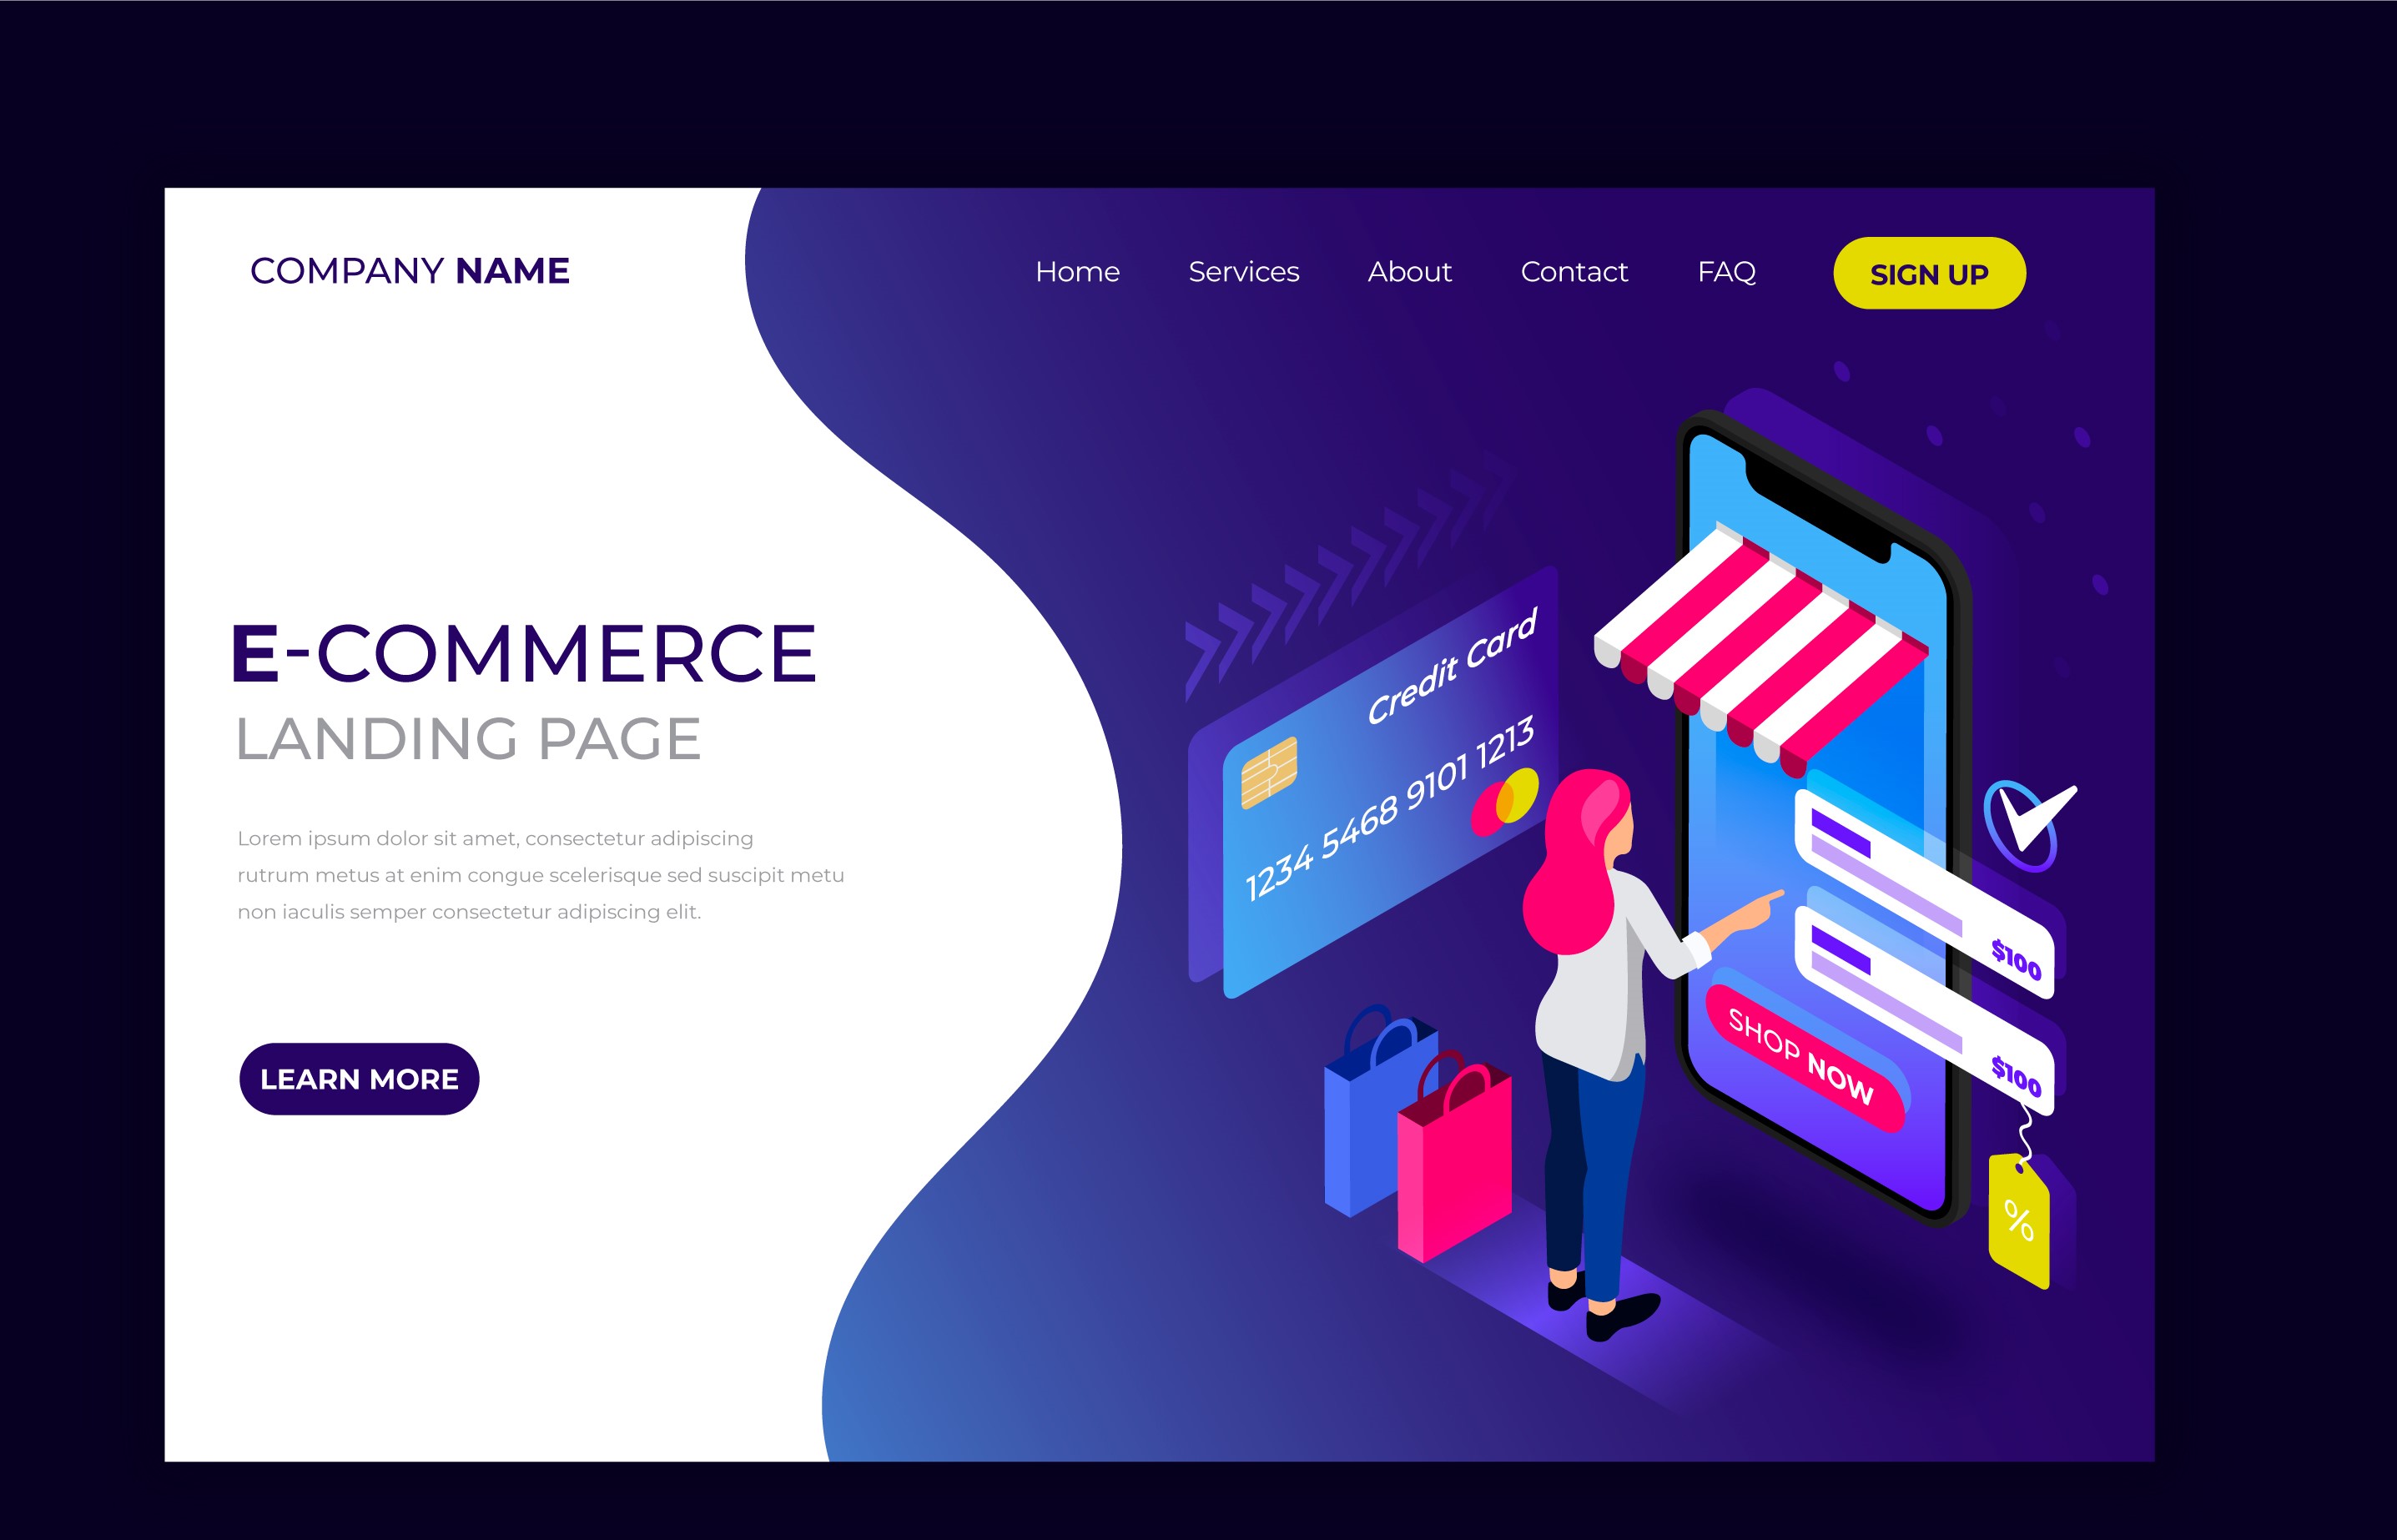 COMPANY NAME
Home Services About Contact FAQ SIGN UP
E-COMMERCE
LANDING PAGE
Lorem ipsum dolor sit amet, consectetur adipiscing
rutrum metus at enim congue scelerisque sed suscipit metu
non iaculis semper consectetur adipiscing elit.
LEARN MORE
Credit Card
1234 5468 9101 1213
$100
$100
SHOP NOW
%